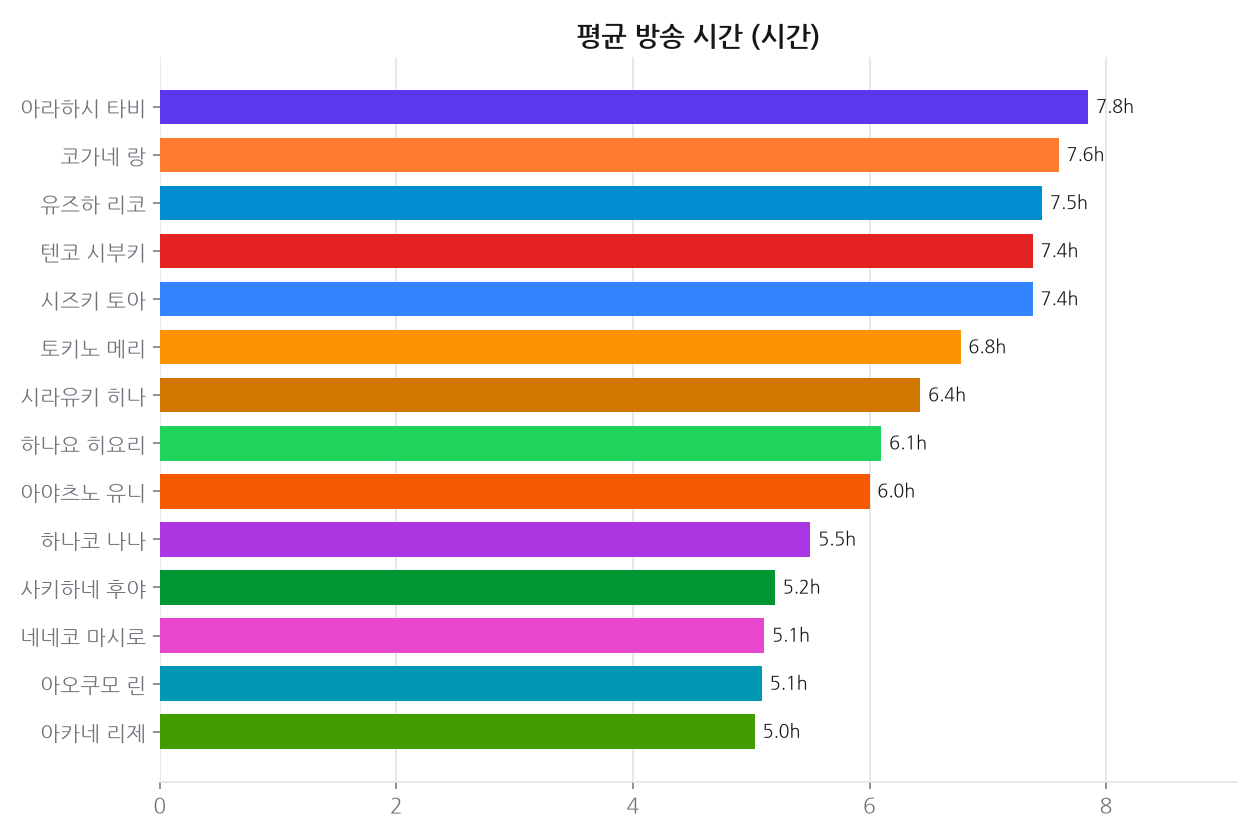 평균 방송 시간 (시간)
아라하시 타비 7.8h
코가네 랑 7.6h
유즈하 리코 7.5h
텐코 시부키 7.4h
시즈키 토아 7.4h
토키노 메리 6.8h
시라유키 히나 6.4h
하나요 히요리 6.1h
아야츠노 유니 6.0h
하나코 나나 5.5h
사키하네 후야 5.2h
네네코 마시로 5.1h
아오쿠모 린 5.1h
아카네 리제 5.0h
0 2 4 6 8